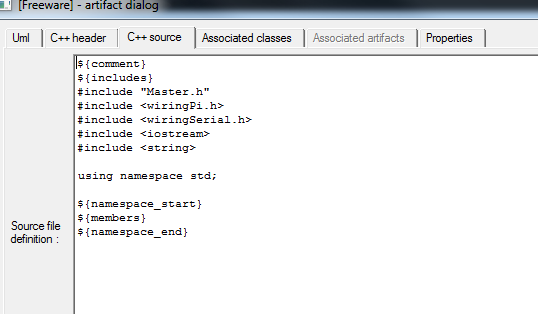 [Freeware] - artifact dialog
Uml C++ header C++ source Associated classes Associated artifacts Properties
Source file
definition :
${comment}
${includes}
#include "Master.h"
#include <wiringPi.h>
#include <wiringSerial.h>
#include <iostream>
#include <string>
using namespace std;
${namespace_start}
${members}
${namespace_end}